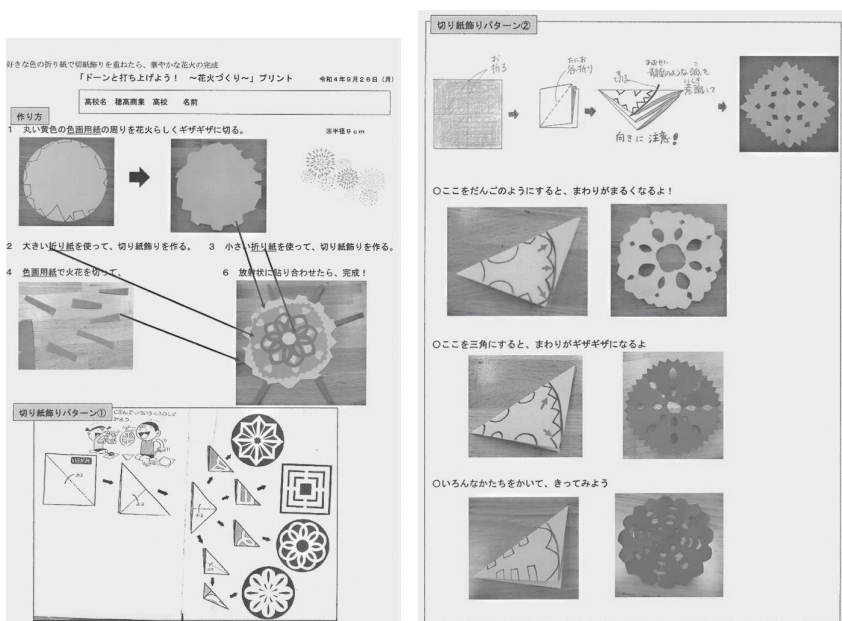 好きな色の折り紙で切紙飾りを重ねたら、華やかな花火の完成
「ドーンと打ち上げよう！　～花火づくり～」プリント　令和４年９月２６日（月）
高校名　穂高商業　高校　　名前
作り方
１　丸い黄色の色画用紙の周りを花火らしくギザギザに切る。　※半径９ｃｍ
２　大きい折り紙を使って、切り紙飾りを作る。　３　小さい折り紙を使って、切り紙飾りを作る。
４　色画用紙で火花を切って、　６　放射状に貼り合わせたら、完成！
切り紙飾りパターン①
切り紙飾りパターン②
お
折る
たにお
谷折り
切る
向きに注意！
○ここをだんごのようにすると、まわりがまるくなるよ！
○ここを三角にすると、まわりがギザギザになるよ
○いろんなかたちをかいて、きってみよう